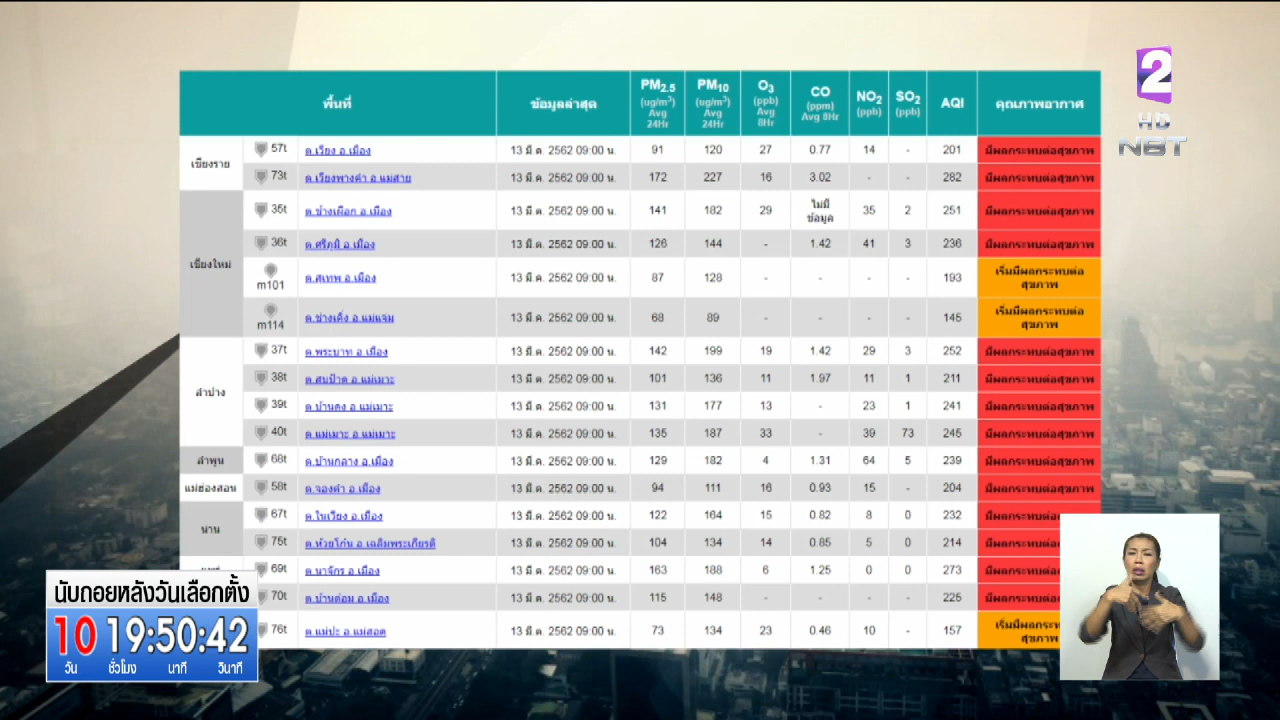 พื้นที่ ข้อมูลล่าสุด PM2.5 (ug/m3) Avg 24Hr PM10 (ug/m3) Avg 24Hr O3 (ppb) Avg 8Hr CO (ppm) Avg 8Hr NO2 (ppb) SO2 (ppb) AQI คุณภาพอากาศ
เชียงราย 57t ต.เวียง อ.เมือง 13 มี.ค. 2562 09:00 น. 91 120 27 0.77 14 - 201 มีผลกระทบต่อสุขภาพ
73t ต.เวียงพางคำ อ.แม่สาย 13 มี.ค. 2562 09:00 น. 172 227 16 3.02 - - 282 มีผลกระทบต่อสุขภาพ
เชียงใหม่ 35t ต.ช้างเผือก อ.เมือง 13 มี.ค. 2562 09:00 น. 141 182 29 ไม่มีข้อมูล 35 2 251 มีผลกระทบต่อสุขภาพ
36t ต.ศรีภูมิ อ.เมือง 13 มี.ค. 2562 09:00 น. 126 144 - 1.42 41 3 236 มีผลกระทบต่อสุขภาพ
m101 ต.สุเทพ อ.เมือง 13 มี.ค. 2562 09:00 น. 87 128 - - - - 193 เริ่มมีผลกระทบต่อสุขภาพ
m114 ต.ช่างเคิ่ง อ.แม่แจ่ม 13 มี.ค. 2562 09:00 น. 68 89 - - - - 145 เริ่มมีผลกระทบต่อสุขภาพ
ลำปาง 37t ต.พระบาท อ.เมือง 13 มี.ค. 2562 09:00 น. 142 199 19 1.42 29 3 252 มีผลกระทบต่อสุขภาพ
38t ต.สบป้าด อ.แม่เมาะ 13 มี.ค. 2562 09:00 น. 101 136 11 1.97 11 1 211 มีผลกระทบต่อสุขภาพ
39t ต.บ้านดง อ.แม่เมาะ 13 มี.ค. 2562 09:00 น. 131 177 13 - 23 1 241 มีผลกระทบต่อสุขภาพ
40t ต.แม่เมาะ อ.แม่เมาะ 13 มี.ค. 2562 09:00 น. 135 187 33 - 39 73 245 มีผลกระทบต่อสุขภาพ
ลำพูน 68t ต.บ้านกลาง อ.เมือง 13 มี.ค. 2562 09:00 น. 129 182 4 1.31 64 5 239 มีผลกระทบต่อสุขภาพ
แม่ฮ่องสอน 58t ต.จองคำ อ.เมือง 13 มี.ค. 2562 09:00 น. 94 111 16 0.93 15 - 204 มีผลกระทบต่อสุขภาพ
น่าน 67t ต.ในเวียง อ.เมือง 13 มี.ค. 2562 09:00 น. 122 164 15 0.82 8 0 232
75t ต.ห้วยโก๋น อ.เฉลิมพระเกียรติ 13 มี.ค. 2562 09:00 น. 104 134 14 0.85 5 0 214
69t ต.นาจักร อ.เมือง 13 มี.ค. 2562 09:00 น. 163 188 6 1.25 0 0 273
70t ต.บ้านต๋อม อ.เมือง 13 มี.ค. 2562 09:00 น. 115 148 - - - - 225
76t ต.แม่ปะ อ.แม่สอด 13 มี.ค. 2562 09:00 น. 73 134 23 0.46 10 - 157
2
HD
NBT
นับถอยหลังวันเลือกตั้ง
10 19:50:42
วัน ชั่วโมง นาที วินาที